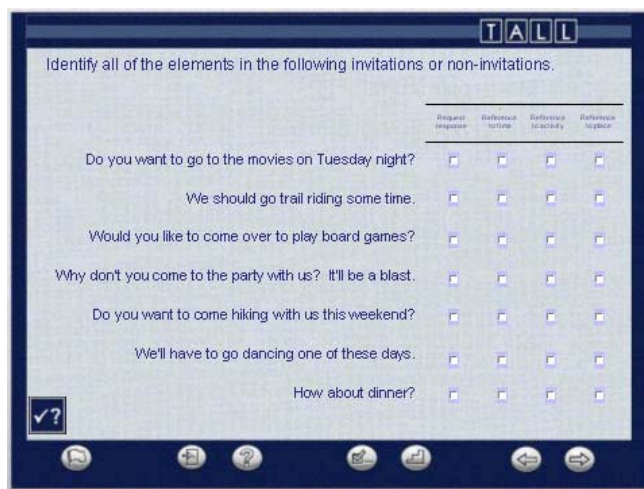 TALL
Identify all of the elements in the following invitations or non-invitations.
Request response Reference to time Reference to activity Reference to place
Do you want to go to the movies on Tuesday night?
We should go trail riding some time.
Would you like to come over to play board games?
Why don't you come to the party with us? It'll be a blast.
Do you want to come hiking with us this weekend?
We'll have to go dancing one of these days.
How about dinner?